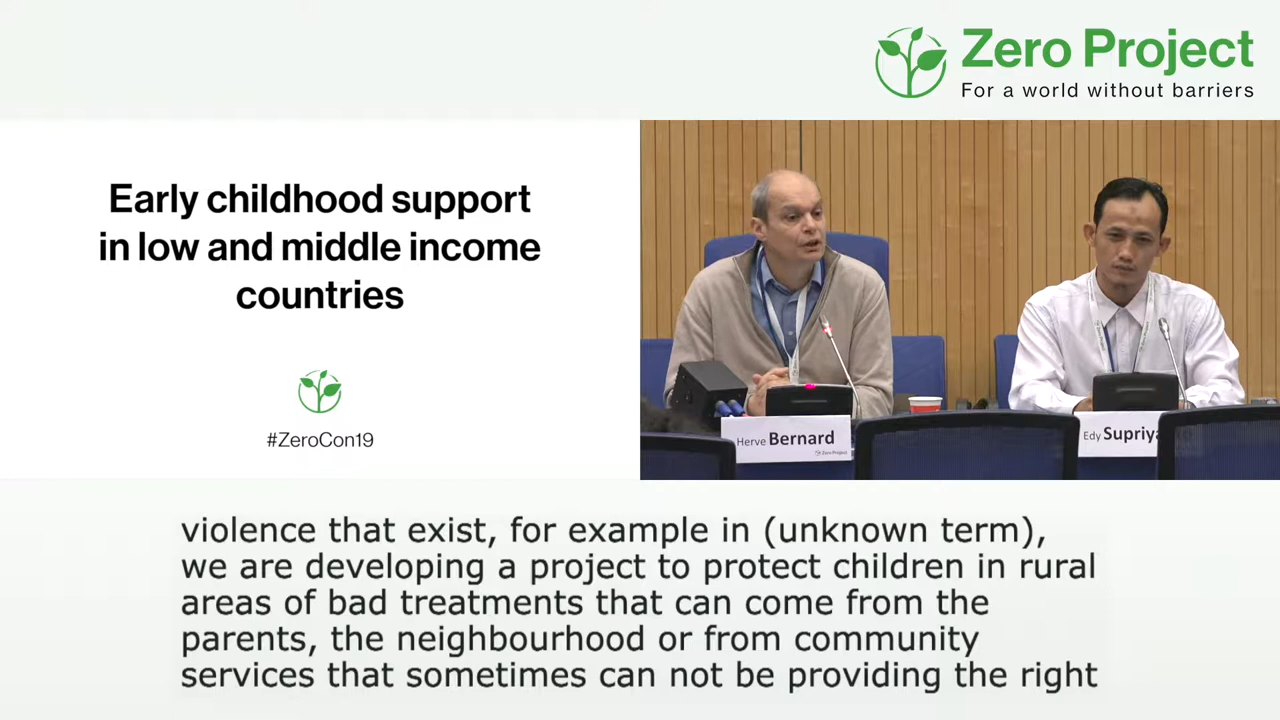 Zero Project
For a world without barriers
Early childhood support
in low and middle income
countries
#ZeroCon19
Herve Bernard
Zero Project
Edy
violence that exist, for example in (unknown term),
we are developing a project to protect children in rural
areas of bad treatments that can come from the
parents, the neighbourhood or from community
services that sometimes can not be providing the right